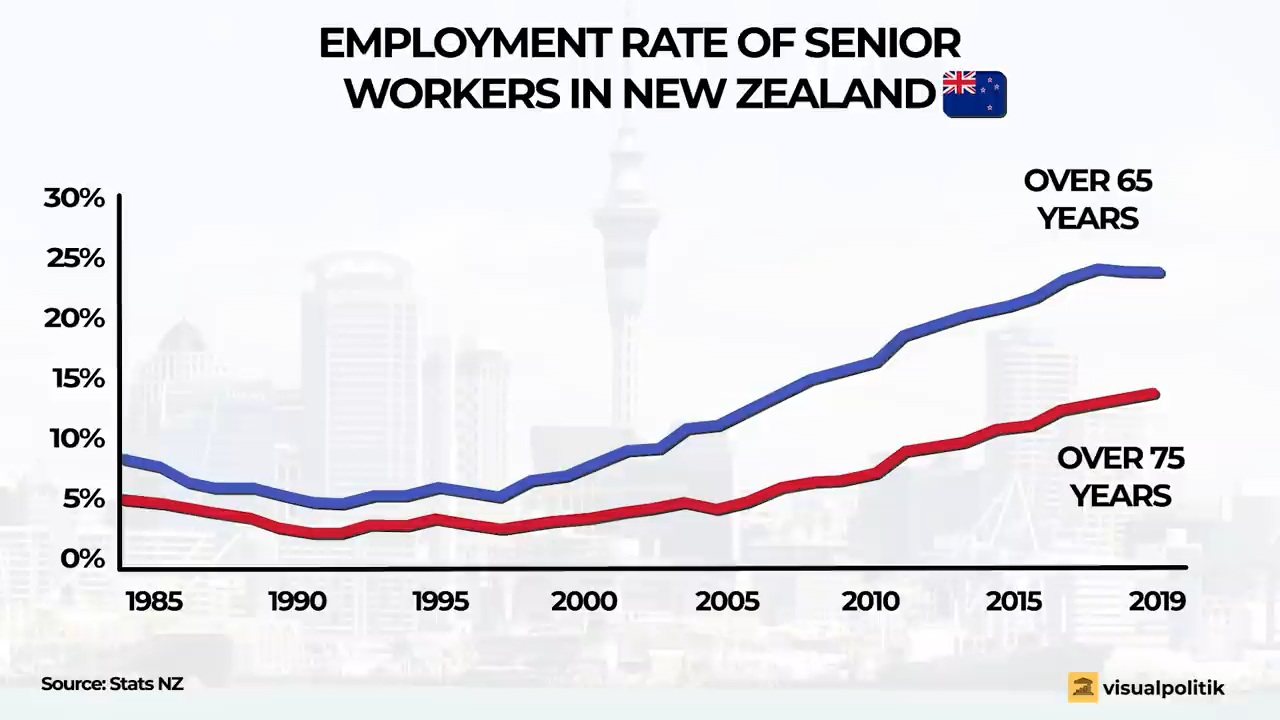 EMPLOYMENT RATE OF SENIOR
WORKERS IN NEW ZEALAND
OVER 65
YEARS
30%
25%
20%
15%
10%
5%
0%
OVER 75
YEARS
1985 1990 1995 2000 2005 2010 2015 2019
Source: Stats NZ
visualpolitik